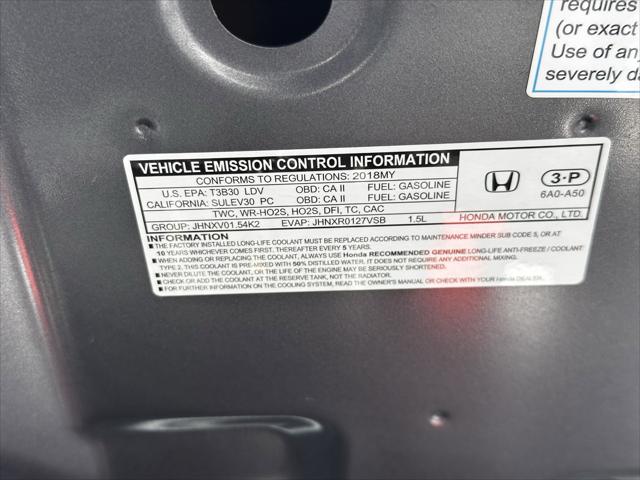 requires
(or exact
Use of any
severely da
VEHICLE EMISSION CONTROL INFORMATION
CONFORMS TO REGULATIONS: 2018MY
U.S. EPA: T3B30 LDV OBD: CA II FUEL: GASOLINE
CALIFORNIA: SULEV30 PC OBD: CA II FUEL: GASOLINE
TWC, WR-HO2S, HO2S, DFI, TC, CAC
GROUP: JHNXV01.54K2 EVAP: JHNXR0127VSB 1.5L
3-P
6A0-A50
HONDA MOTOR CO., LTD.
INFORMATION
■ THE FACTORY INSTALLED LONG-LIFE COOLANT MUST BE REPLACED ACCORDING TO MAINTENANCE MINDER SUB CODE 5, OR AT
10 YEARS WHICHEVER COMES FIRST, THEREAFTER EVERY 5 YEARS.
■ WHEN ADDING OR REPLACING THE COOLANT, ALWAYS USE Honda RECOMMENDED GENUINE LONG-LIFE ANTI-FREEZE / COOLANT
TYPE 2. THIS COOLANT IS PRE-MIXED WITH 50% DISTILLED WATER. IT DOES NOT REQUIRE ANY ADDITIONAL MIXING.
■ NEVER DILUTE THE COOLANT, OR THE LIFE OF THE ENGINE MAY BE SERIOUSLY SHORTENED.
■ CHECK OR ADD COOLANT AT THE RESERVE TANK, NOT THE RADIATOR.
■ FOR FURTHER INFORMATION ON THE COOLING SYSTEM, READ THE OWNER'S MANUAL OR CHECK WITH YOUR Honda DEALER.